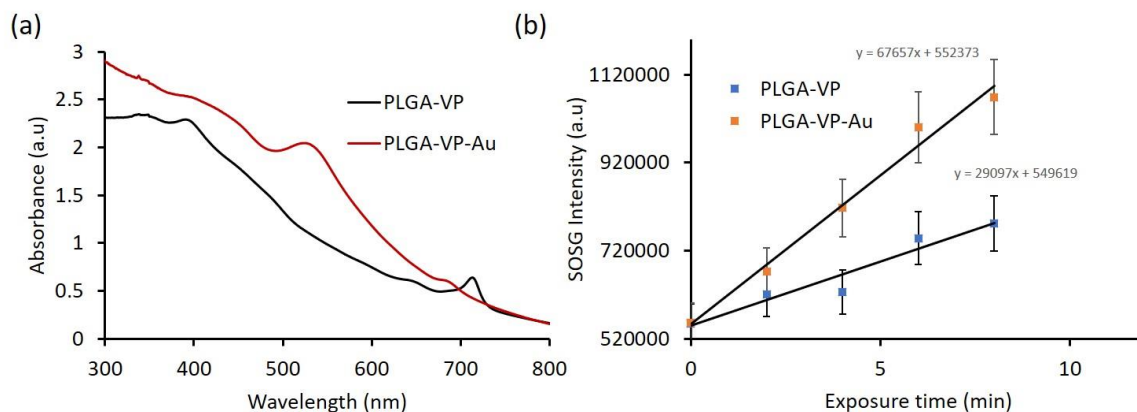 (a)
3
2.5
2
1.5
1
0.5
0
300 400 500 600 700 800
Absorbance (a.u)
Wavelength (nm)
PLGA-VP
PLGA-VP-Au
(b)
1120000
920000
720000
520000
0 5 10
SOSG Intensity (a.u)
Exposure time (min)
y = 67657x + 552373
PLGA-VP
PLGA-VP-Au
y = 29097x + 549619